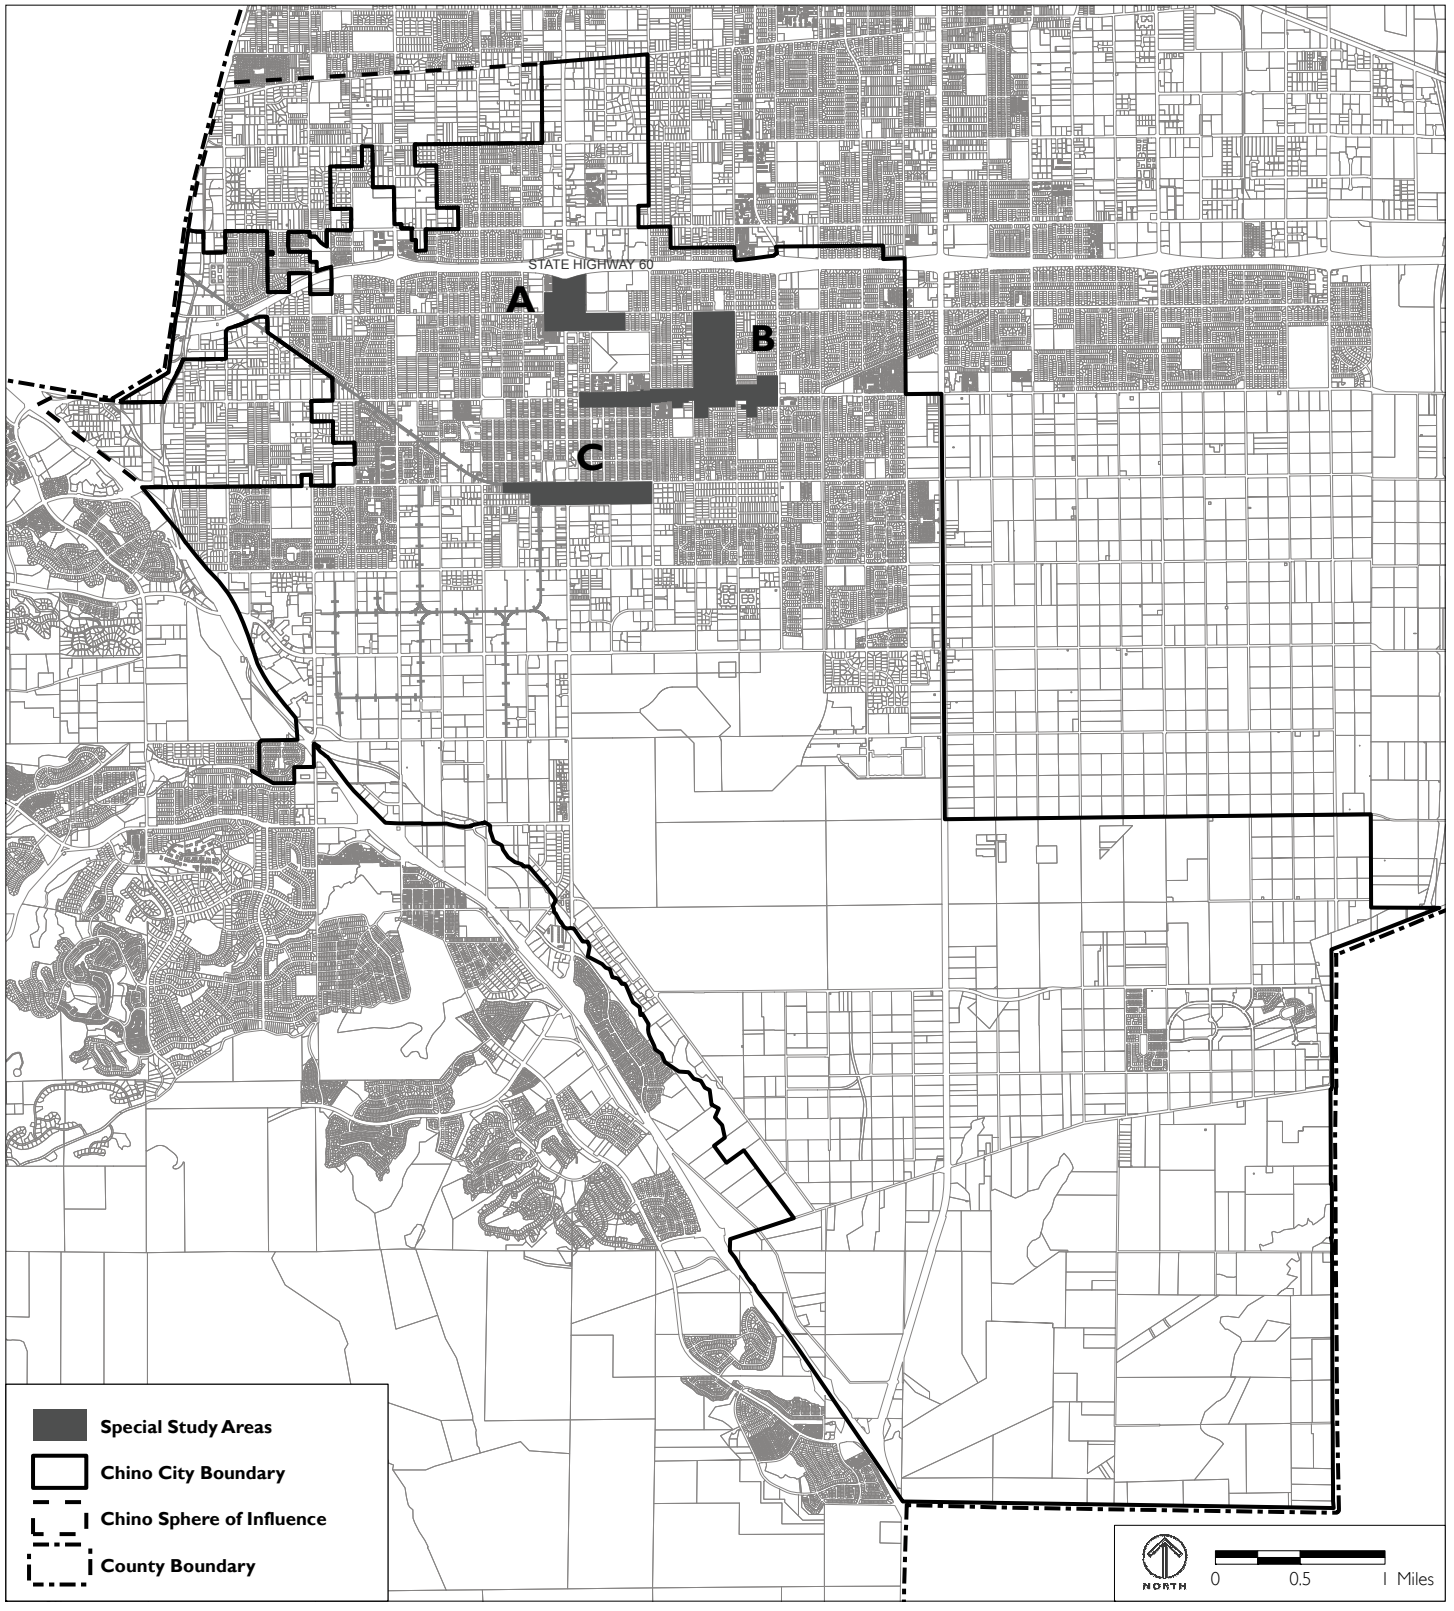 STATE HIGHWAY 60
A
B
C
Special Study Areas
Chino City Boundary
Chino Sphere of Influence
County Boundary
NORTH
0 0.5 1 Miles